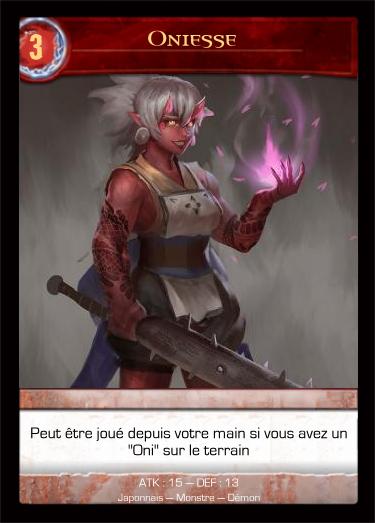 3
Oniesse
Peut être joué depuis votre main si vous avez un
"Oni" sur le terrain
ATK : 15 — DEF : 13
Japonnais — Monstre — Démon